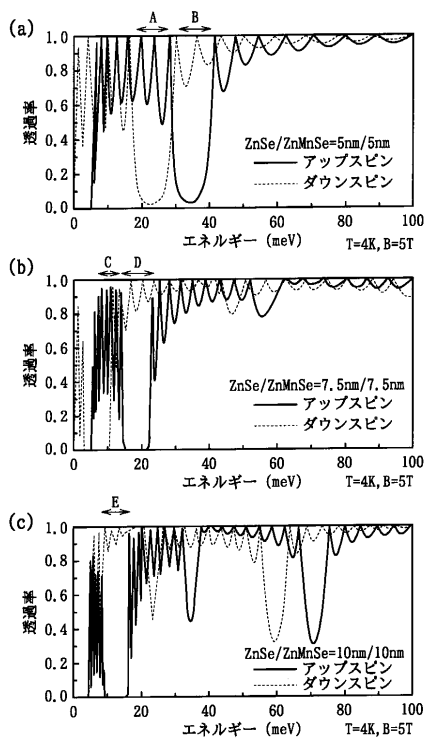 (a)
A B
透過率
1.0
0.8
0.6
0.4
0.2
0.0
ZnSe/ZnMnSe=5nm/5nm
アップスピン
ダウンスピン
0 20 40 60 80 100
エネルギー (meV)
T=4K,B=5T
(b)
C D
透過率
1.0
0.8
0.6
0.4
0.2
0
ZnSe/ZnMnSe=7.5nm/7.5nm
アップスピン
ダウンスピン
0 20 40 60 80 100
エネルギー (meV)
T=4K,B=5T
(c)
E
透過率
1.0
0.8
0.6
0.4
0.2
0.0
ZnSe/ZnMnSe=10nm/10nm
アップスピン
ダウンスピン
0 20 40 60 80 100
エネルギー (meV)
T=4K,B=5T